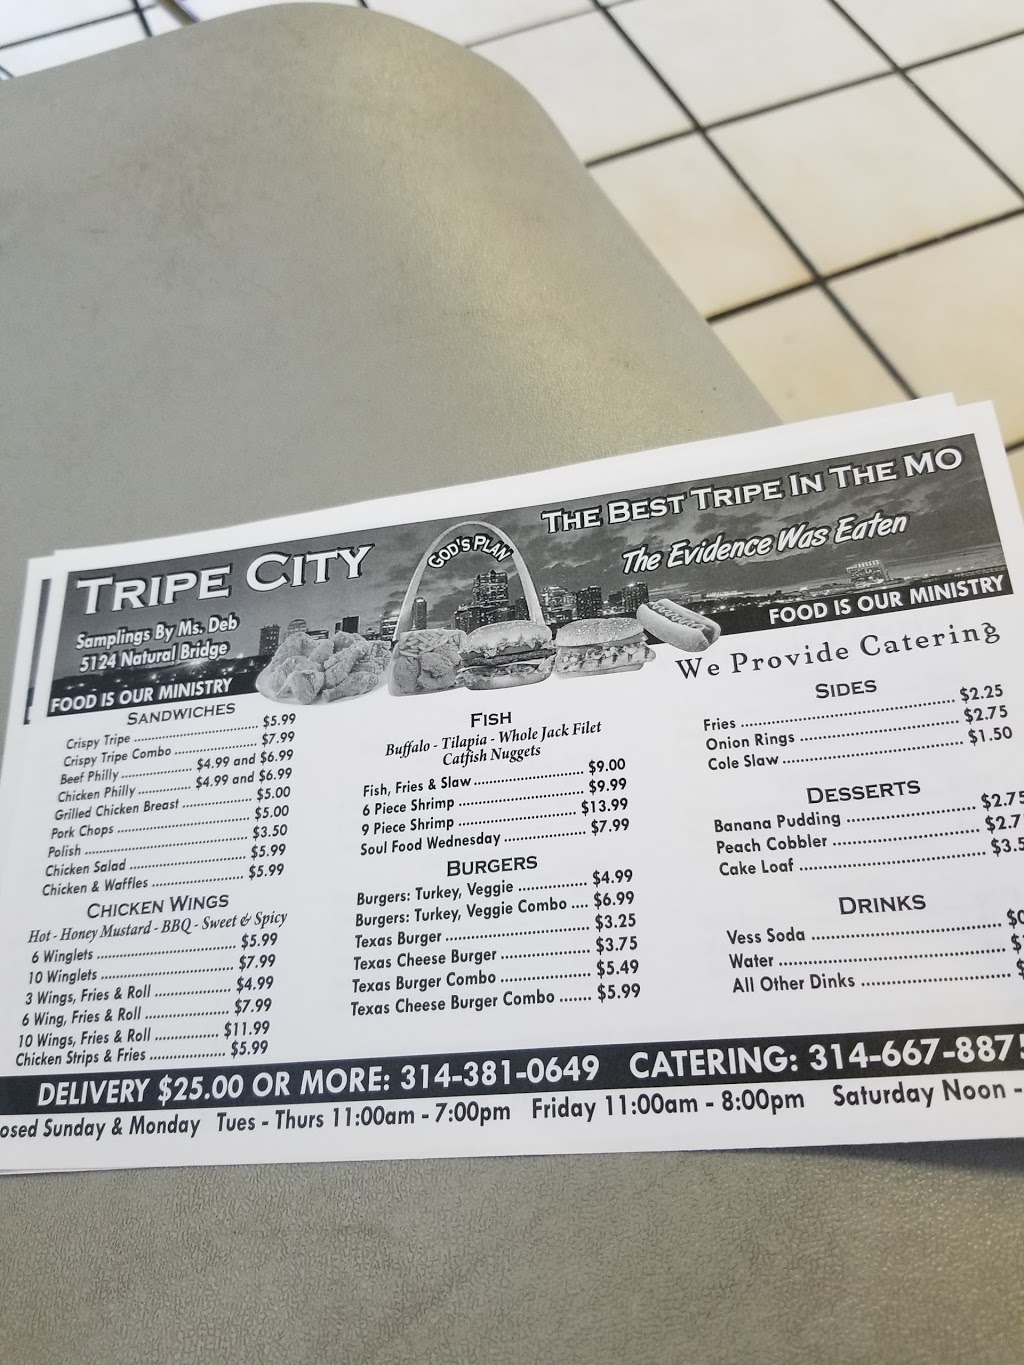 TRIPE CITY
Samplings By Ms. Deb
5124 Natural Bridge
FOOD IS OUR MINISTRY
GOD'S PLAN
THE BEST TRIPE IN THE MO
The Evidence Was Eaten
FOOD IS OUR MINISTRY
We Provide Catering
SANDWICHES
Crispy Tripe ........ $5.99
Crispy Tripe Combo ........ $7.99
Beef Philly ........ $4.99 and $6.99
Chicken Philly ........ $4.99 and $6.99
Grilled Chicken Breast ........ $5.00
Pork Chops ........ $5.00
Polish ........ $3.50
Chicken Salad ........ $5.99
Chicken & Waffles ........ $5.99
CHICKEN WINGS
Hot - Honey Mustard - BBQ - Sweet & Spicy
6 Winglets ........ $5.99
10 Winglets ........ $7.99
3 Wings, Fries & Roll ........ $4.99
6 Wing, Fries & Roll ........ $7.99
10 Wings, Fries & Roll ........ $11.99
Chicken Strips & Fries ........ $5.99
FISH
Buffalo - Tilapia - Whole Jack Filet
Catfish Nuggets
Fish, Fries & Slaw ........ $9.00
6 Piece Shrimp ........ $9.99
9 Piece Shrimp ........ $13.99
Soul Food Wednesday ........ $7.99
BURGERS
Burgers: Turkey, Veggie ........ $4.99
Burgers: Turkey, Veggie Combo .... $6.99
Texas Burger ........ $3.25
Texas Cheese Burger ........ $3.75
Texas Burger Combo ........ $5.49
Texas Cheese Burger Combo ....... $5.99
SIDES
Fries ........ $2.25
Onion Rings ........ $2.75
Cole Slaw ........ $1.50
DESSERTS
Banana Pudding ........ $2.75
Peach Cobbler ........ $2.7
Cake Loaf ........ $3.5
DRINKS
Vess Soda ........ $
Water ........ $
All Other Dinks ........ $
DELIVERY $25.00 OR MORE: 314-381-0649 CATERING: 314-667-8875
osed Sunday & Monday Tues - Thurs 11:00am - 7:00pm Friday 11:00am - 8:00pm Saturday Noon -